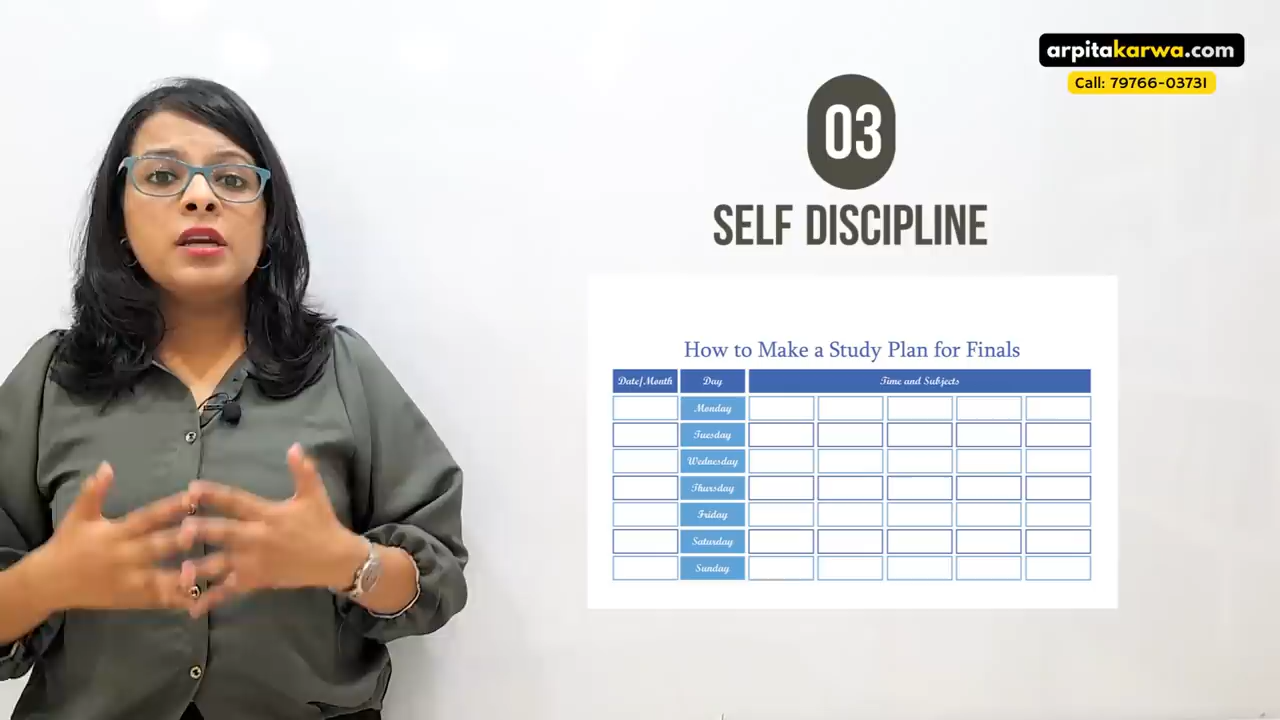 arpitakarwa.com
Call: 79766-03731
03
SELF DISCIPLINE
How to Make a Study Plan for Finals
Date/Month Day Time and Subjects
Monday
Tuesday
Wednesday
Thursday
Friday
Saturday
Sunday